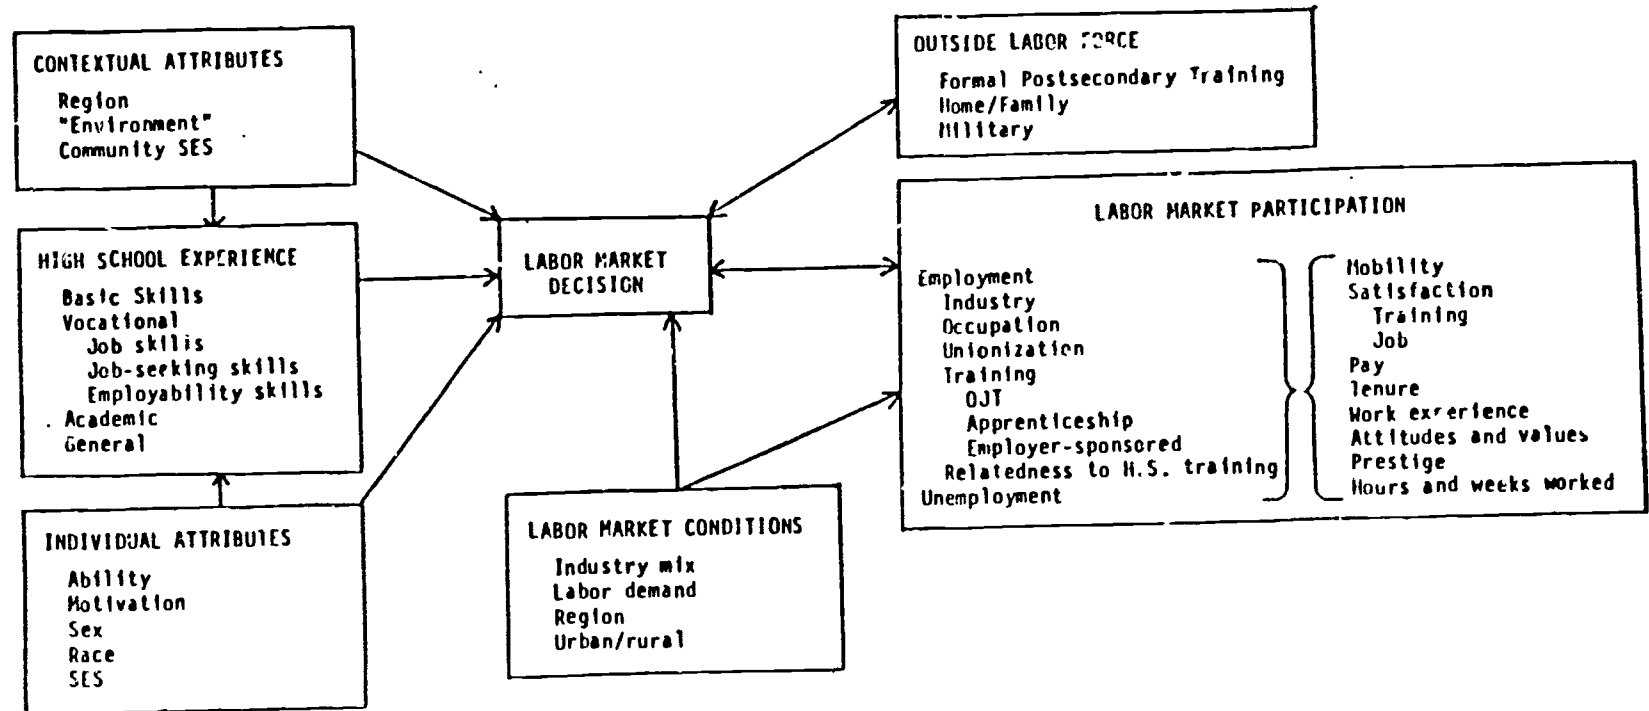 CONTEXTUAL ATTRIBUTES
Region
"Environment"
Community SES
HIGH SCHOOL EXPERIENCE
Basic Skills
Vocational
Job skills
Job-seeking skills
Employability skills
Academic
General
INDIVIDUAL ATTRIBUTES
Ability
Motivation
Sex
Race
SES
LABOR MARKET
DECISION
LABOR MARKET CONDITIONS
Industry mix
Labor demand
Region
Urban/rural
OUTSIDE LABOR FORCE
Formal Postsecondary Training
Home/Family
Military
LABOR MARKET PARTICIPATION
Employment
Industry
Occupation
Unionization
Training
OJT
Apprenticeship
Employer-sponsored
Relatedness to H.S. training
Unemployment
Mobility
Satisfaction
Training
Job
Pay
Tenure
Work experience
Attitudes and values
Prestige
Hours and weeks worked